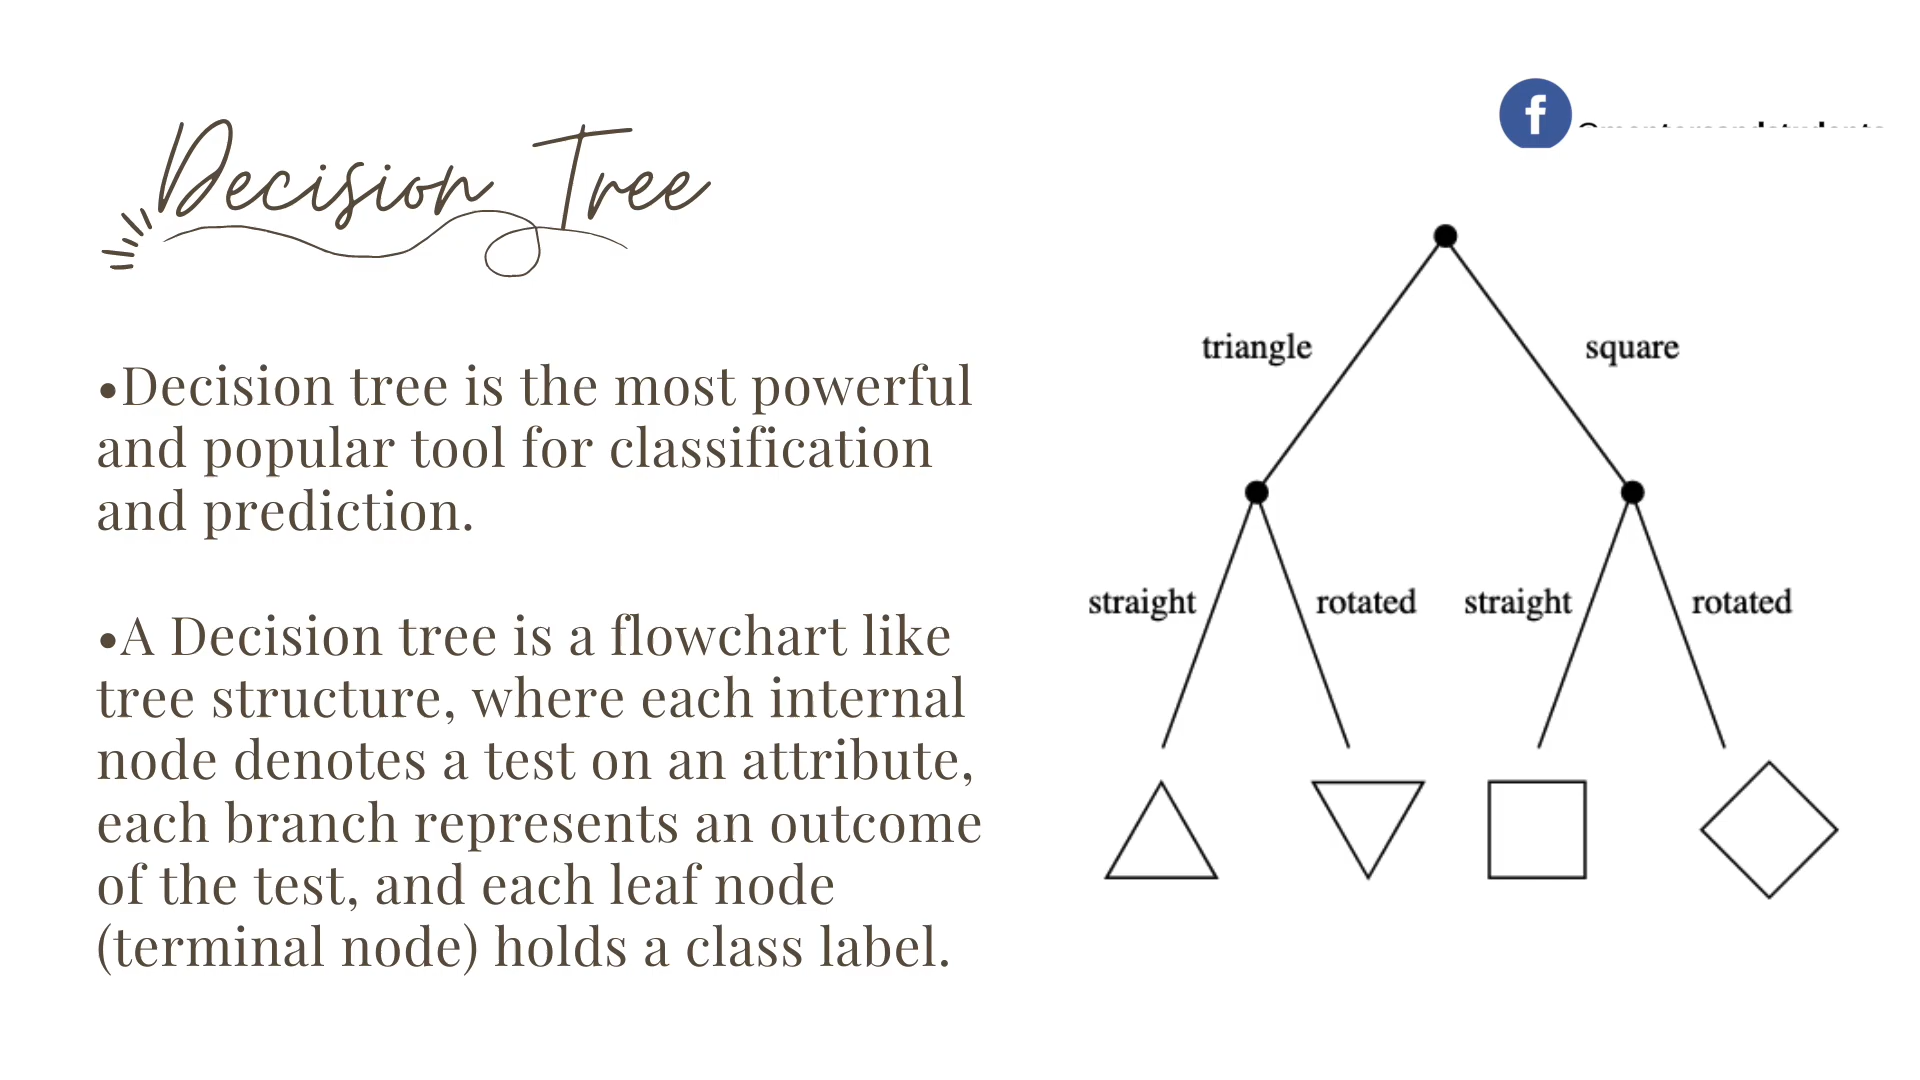 Decision Tree
•Decision tree is the most powerful
and popular tool for classification
and prediction.
•A Decision tree is a flowchart like
tree structure, where each internal
node denotes a test on an attribute,
each branch represents an outcome
of the test, and each leaf node
(terminal node) holds a class label.
f
triangle
square
straight
rotated
straight
rotated